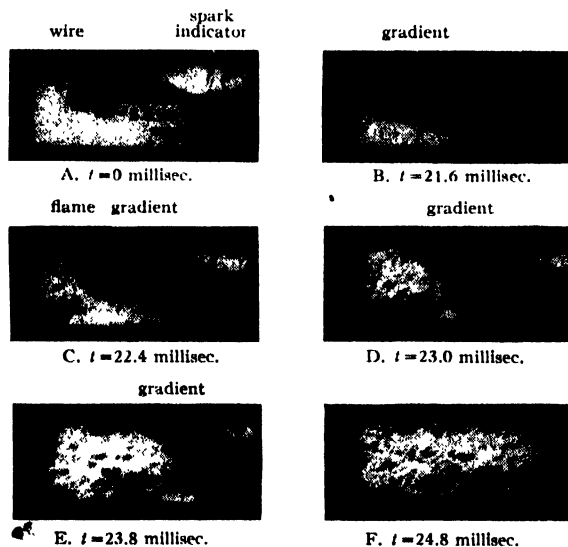 wire
spark
indicator
gradient
A. t=0 millisec.
B. t=21.6 millisec.
flame gradient
gradient
C. t=22.4 millisec.
D. t=23.0 millisec.
gradient
E. t=23.8 millisec.
F. t=24.8 millisec.